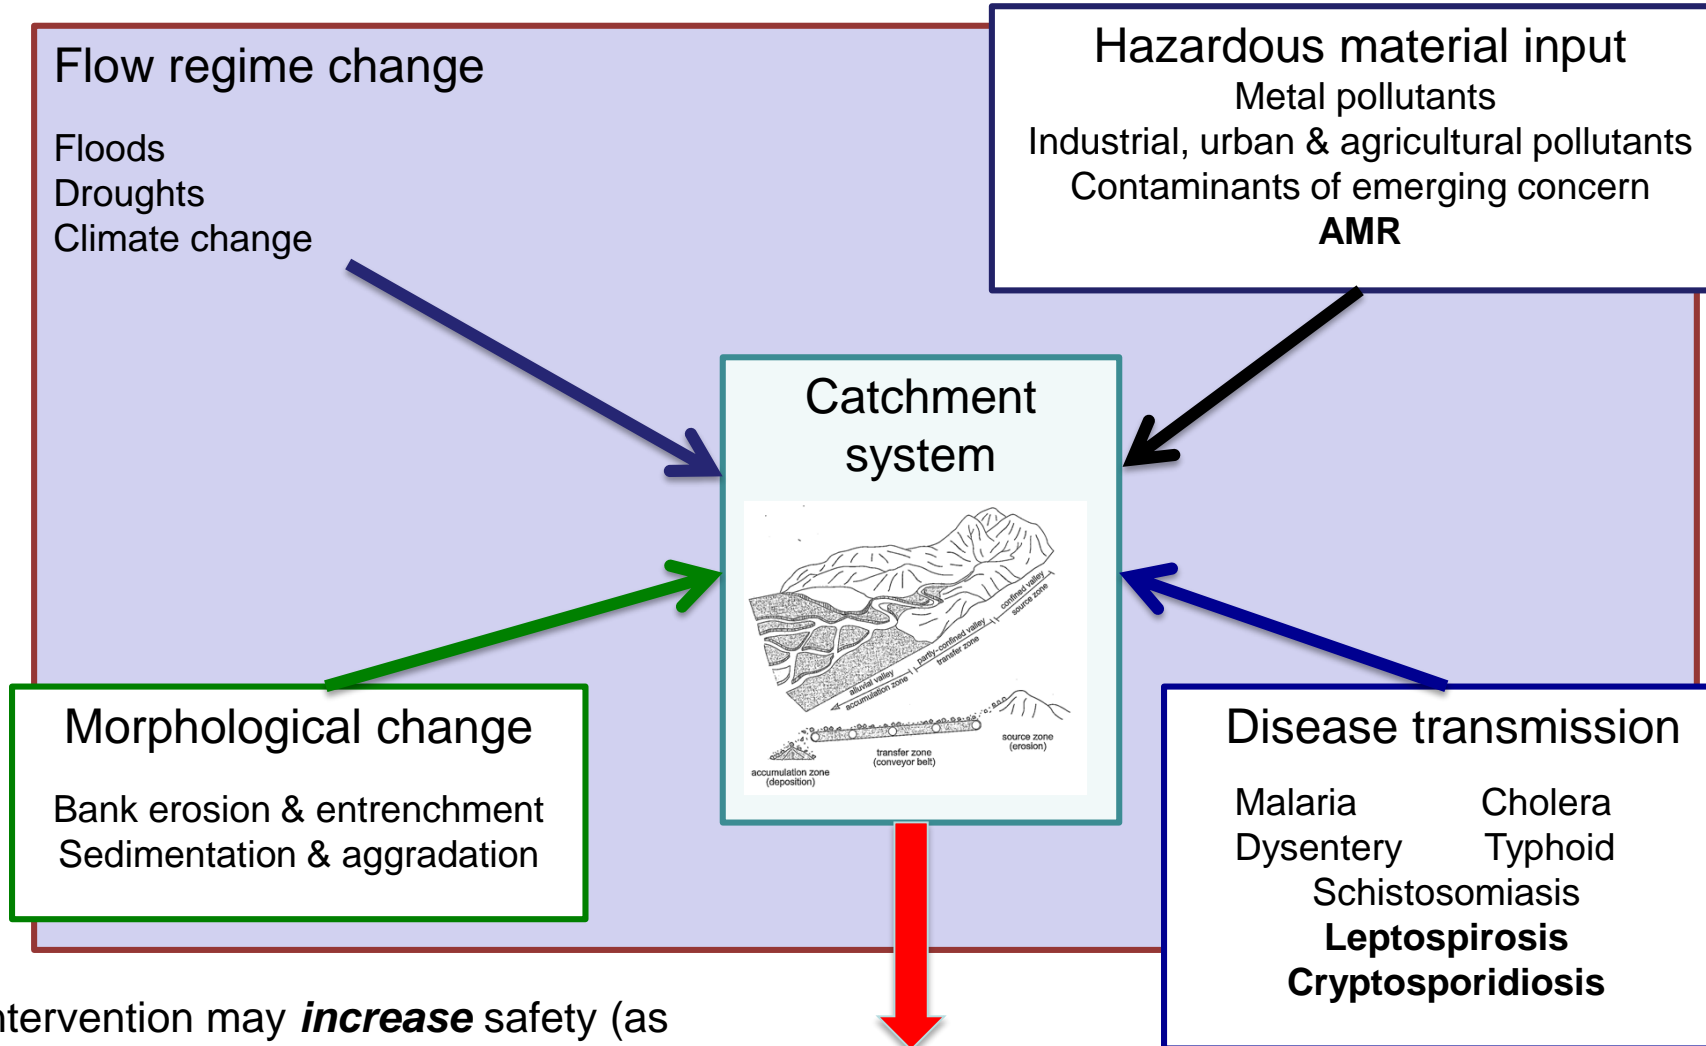 Flow regime change
Floods
Droughts
Climate change
Hazardous material input
Metal pollutants
Industrial, urban & agricultural pollutants
Contaminants of emerging concern
AMR
Catchment
system
confined valley
source zone
partly-confined valley
transfer zone
alluvial valley
accumulation zone
source zone
(erosion)
transfer zone
(conveyor belt)
accumulation zone
(deposition)
Morphological change
Bank erosion & entrenchment
Sedimentation & aggradation
Disease transmission
Malaria Cholera
Dysentery Typhoid
Schistosomiasis
Leptospirosis
Cryptosporidiosis
ntervention may increase safety (as